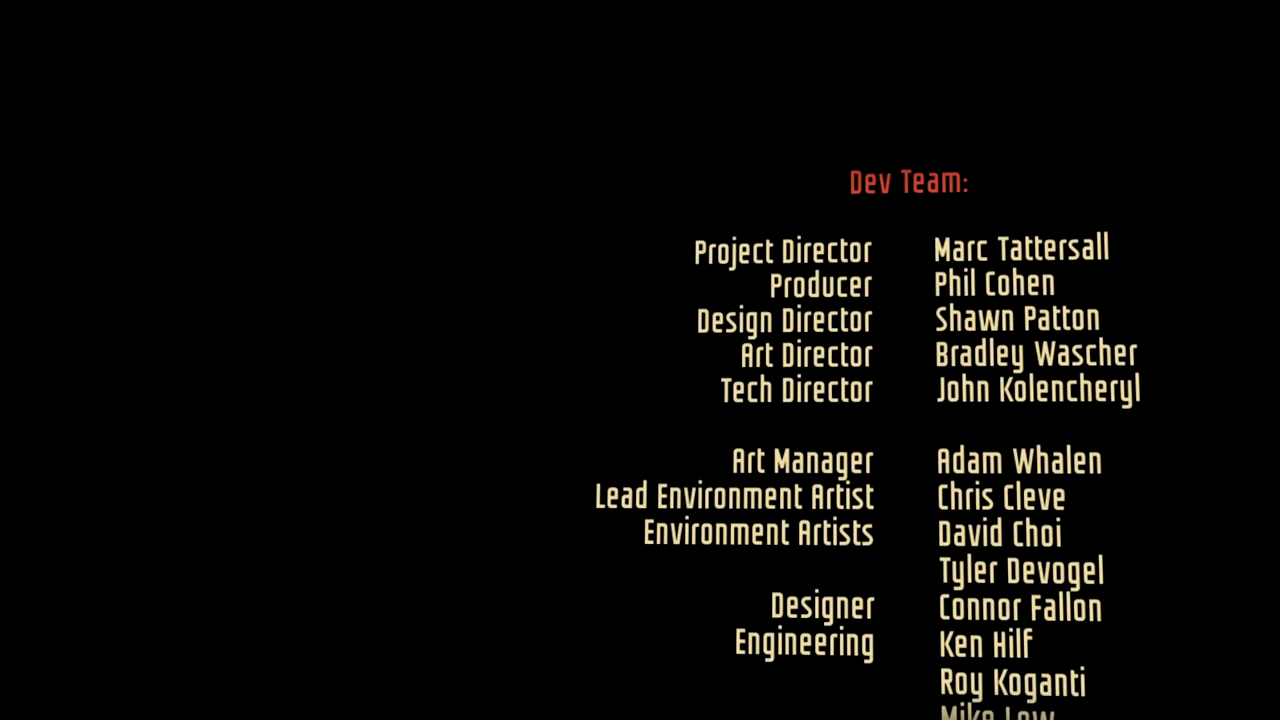 Dev Team:
Project Director Marc Tattersall
Producer Phil Cohen
Design Director Shawn Patton
Art Director Bradley Wascher
Tech Director John Kolencheryl
Art Manager Adam Whalen
Lead Environment Artist Chris Cleve
Environment Artists David Choi
Tyler Devogel
Designer Connor Fallon
Engineering Ken Hilf
Roy Koganti
Mike Low